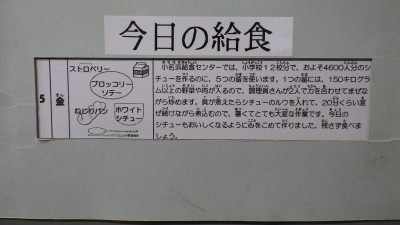 今日の給食
5
金
きん
ストロベリー
ブロッコリー
ソテー
ねじりパン
ホワイト
シチュー
小名浜給食センターでは、小学校12校分で、およそ4600人分のシ
チューを作るのに、5つの釜を使います。1つの釜には、150キログラ
ム以上の野菜や肉が入るので、調理員さんが2人で力を合わせてまぜな
がら炒めます。具が煮えたらシチューのルウを入れて、20分くらい混
ぜ続けながら煮込むので、暑くてとても大変な作業です。今日の
シチューもおいしくなるように心をこめて作りました。残さず食べま
しょう。